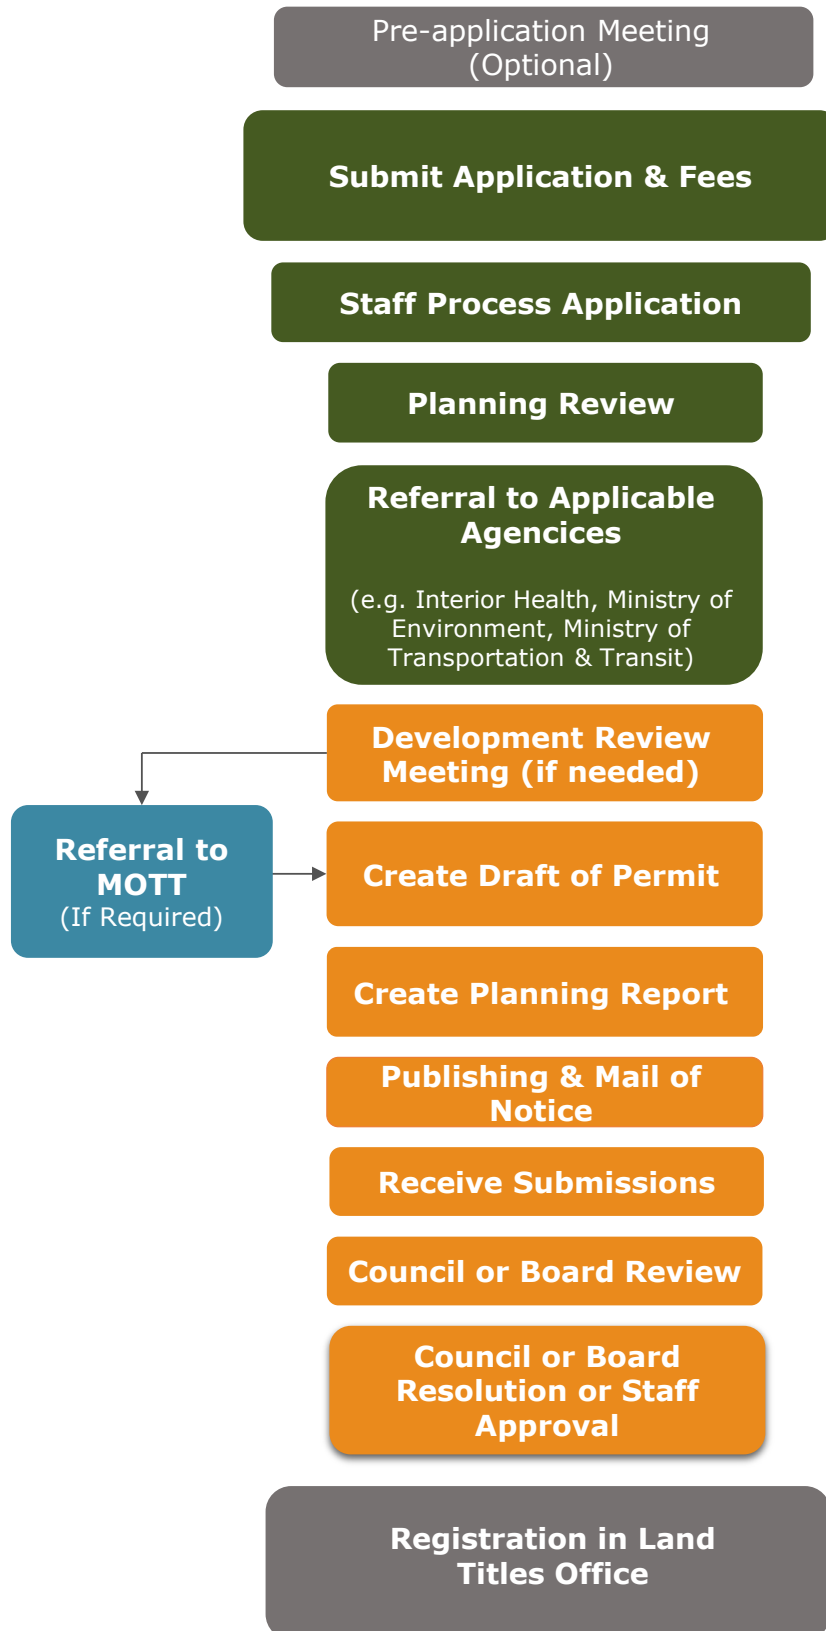 Pre-application Meeting
(Optional)
Submit Application & Fees
Staff Process Application
Planning Review
Referral to Applicable
Agencices
(e.g. Interior Health, Ministry of
Environment, Ministry of
Transportation & Transit)
Development Review
Meeting (if needed)
Referral to
MOTT
(If Required)
Create Draft of Permit
Create Planning Report
Publishing & Mail of
Notice
Receive Submissions
Council or Board Review
Council or Board
Resolution or Staff
Approval
Registration in Land
Titles Office